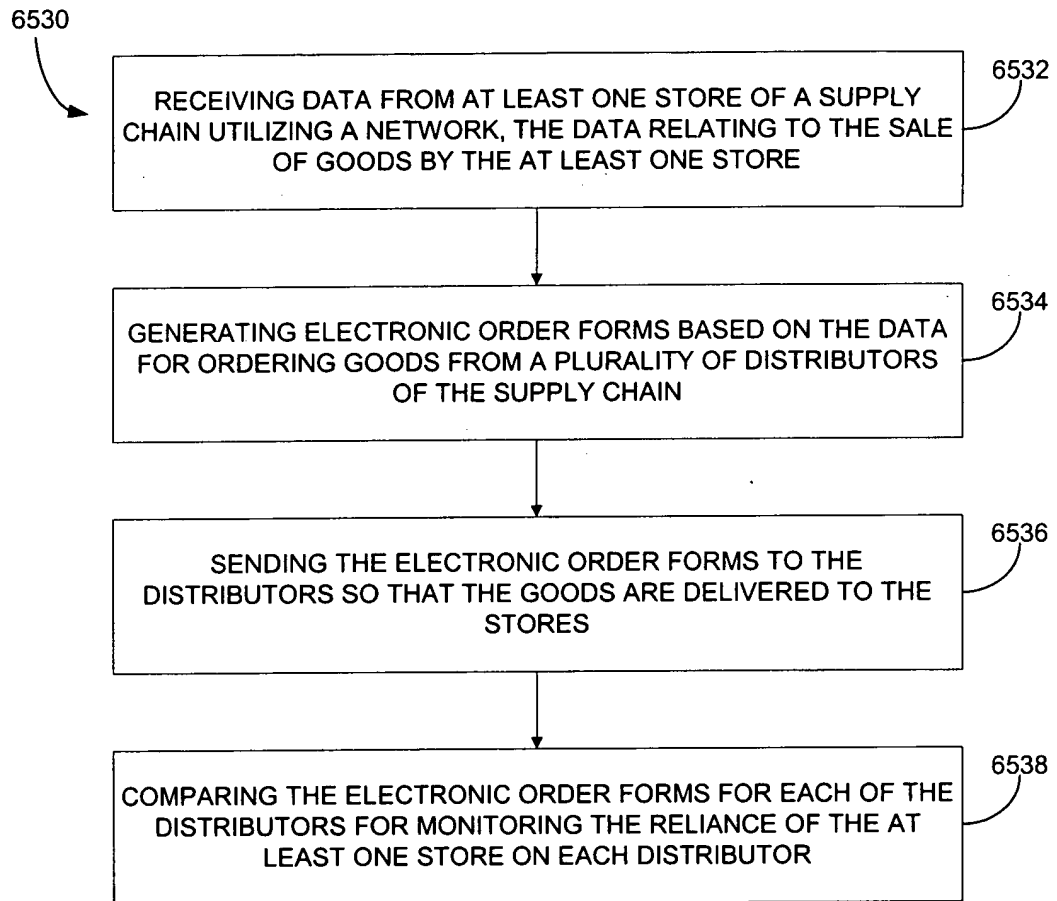 6530
6532
RECEIVING DATA FROM AT LEAST ONE STORE OF A SUPPLY
CHAIN UTILIZING A NETWORK, THE DATA RELATING TO THE SALE
OF GOODS BY THE AT LEAST ONE STORE
6534
GENERATING ELECTRONIC ORDER FORMS BASED ON THE DATA
FOR ORDERING GOODS FROM A PLURALITY OF DISTRIBUTORS
OF THE SUPPLY CHAIN
6536
SENDING THE ELECTRONIC ORDER FORMS TO THE
DISTRIBUTORS SO THAT THE GOODS ARE DELIVERED TO THE
STORES
6538
COMPARING THE ELECTRONIC ORDER FORMS FOR EACH OF THE
DISTRIBUTORS FOR MONITORING THE RELIANCE OF THE AT
LEAST ONE STORE ON EACH DISTRIBUTOR